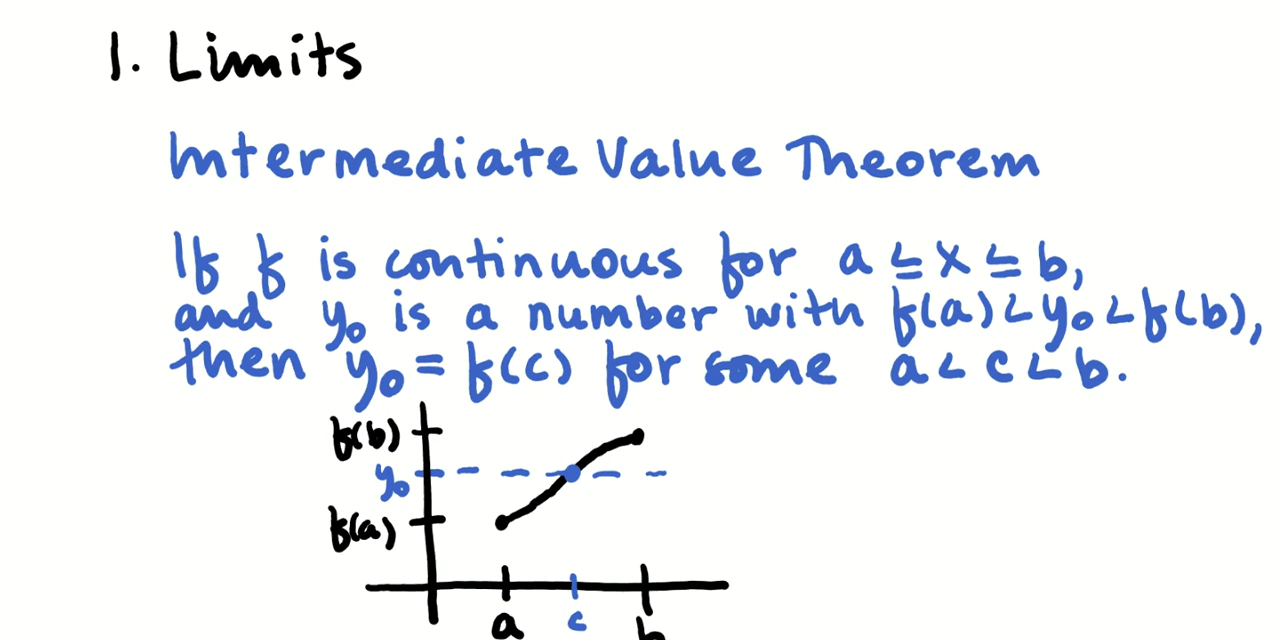 1. Limits
Intermediate Value Theorem
If f is continuous for a ≤ x ≤ b,
and y₀ is a number with f(a) < y₀ < f(b),
then y₀ = f(c) for some a < c < b.
f(b)
y₀
f(a)
a c b